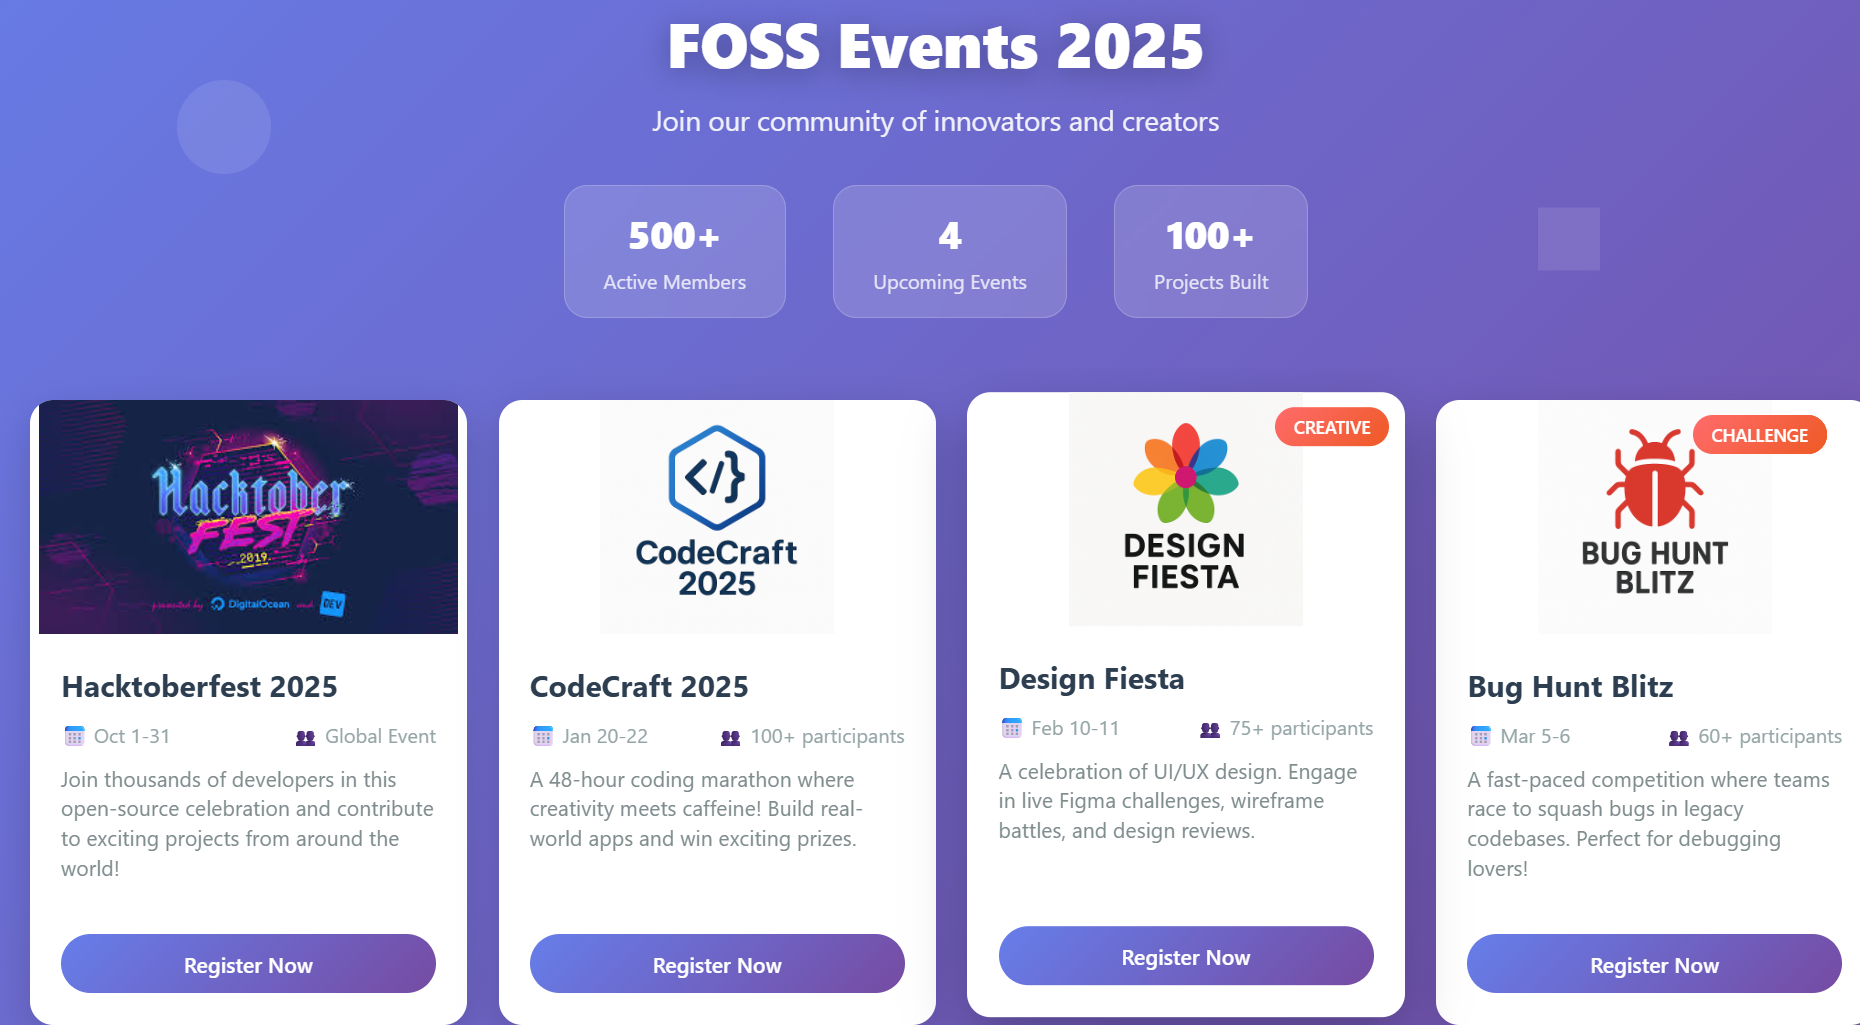 FOSS Events 2025
Join our community of innovators and creators
500+
Active Members
4
Upcoming Events
100+
Projects Built
Hacktober
FEST
2019
presented by DigitalOcean and DEV
Hacktoberfest 2025
Oct 1-31
Global Event
Join thousands of developers in this
open-source celebration and contribute
to exciting projects from around the
world!
Register Now
CodeCraft
2025
CodeCraft 2025
Jan 20-22
100+ participants
A 48-hour coding marathon where
creativity meets caffeine! Build real-
world apps and win exciting prizes.
Register Now
CREATIVE
DESIGN
FIESTA
Design Fiesta
Feb 10-11
75+ participants
A celebration of UI/UX design. Engage
in live Figma challenges, wireframe
battles, and design reviews.
Register Now
CHALLENGE
BUG HUNT
BLITZ
Bug Hunt Blitz
Mar 5-6
60+ participants
A fast-paced competition where teams
race to squash bugs in legacy
codebases. Perfect for debugging
lovers!
Register Now